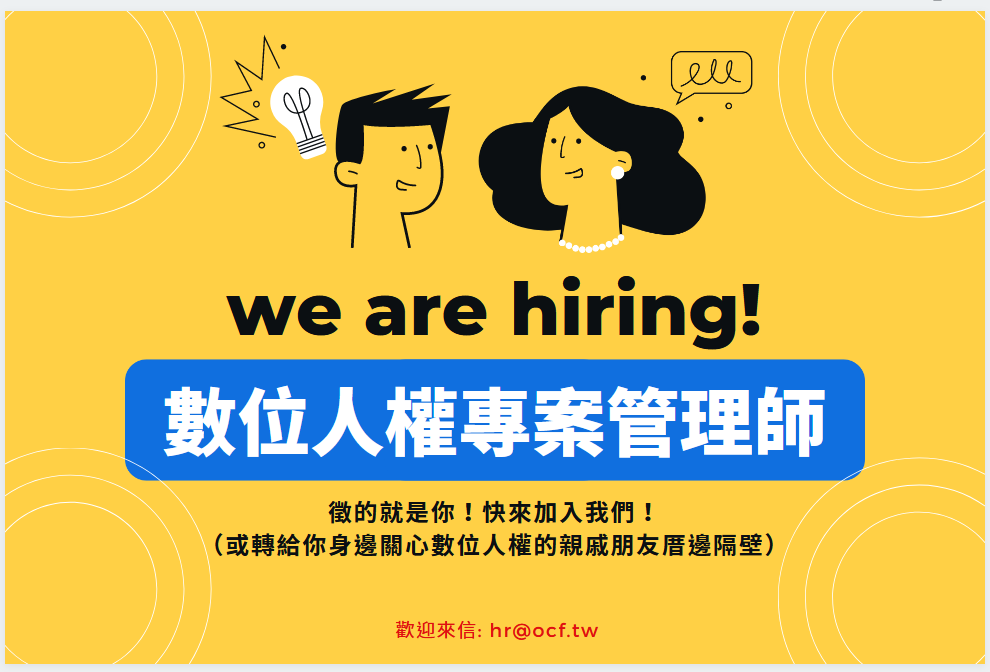 we are hiring!
數位人權專案管理師
徵的就是你！快來加入我們！
（或轉給你身邊關心數位人權的親戚朋友厝邊隔壁）
歡迎來信: hr@ocf.tw